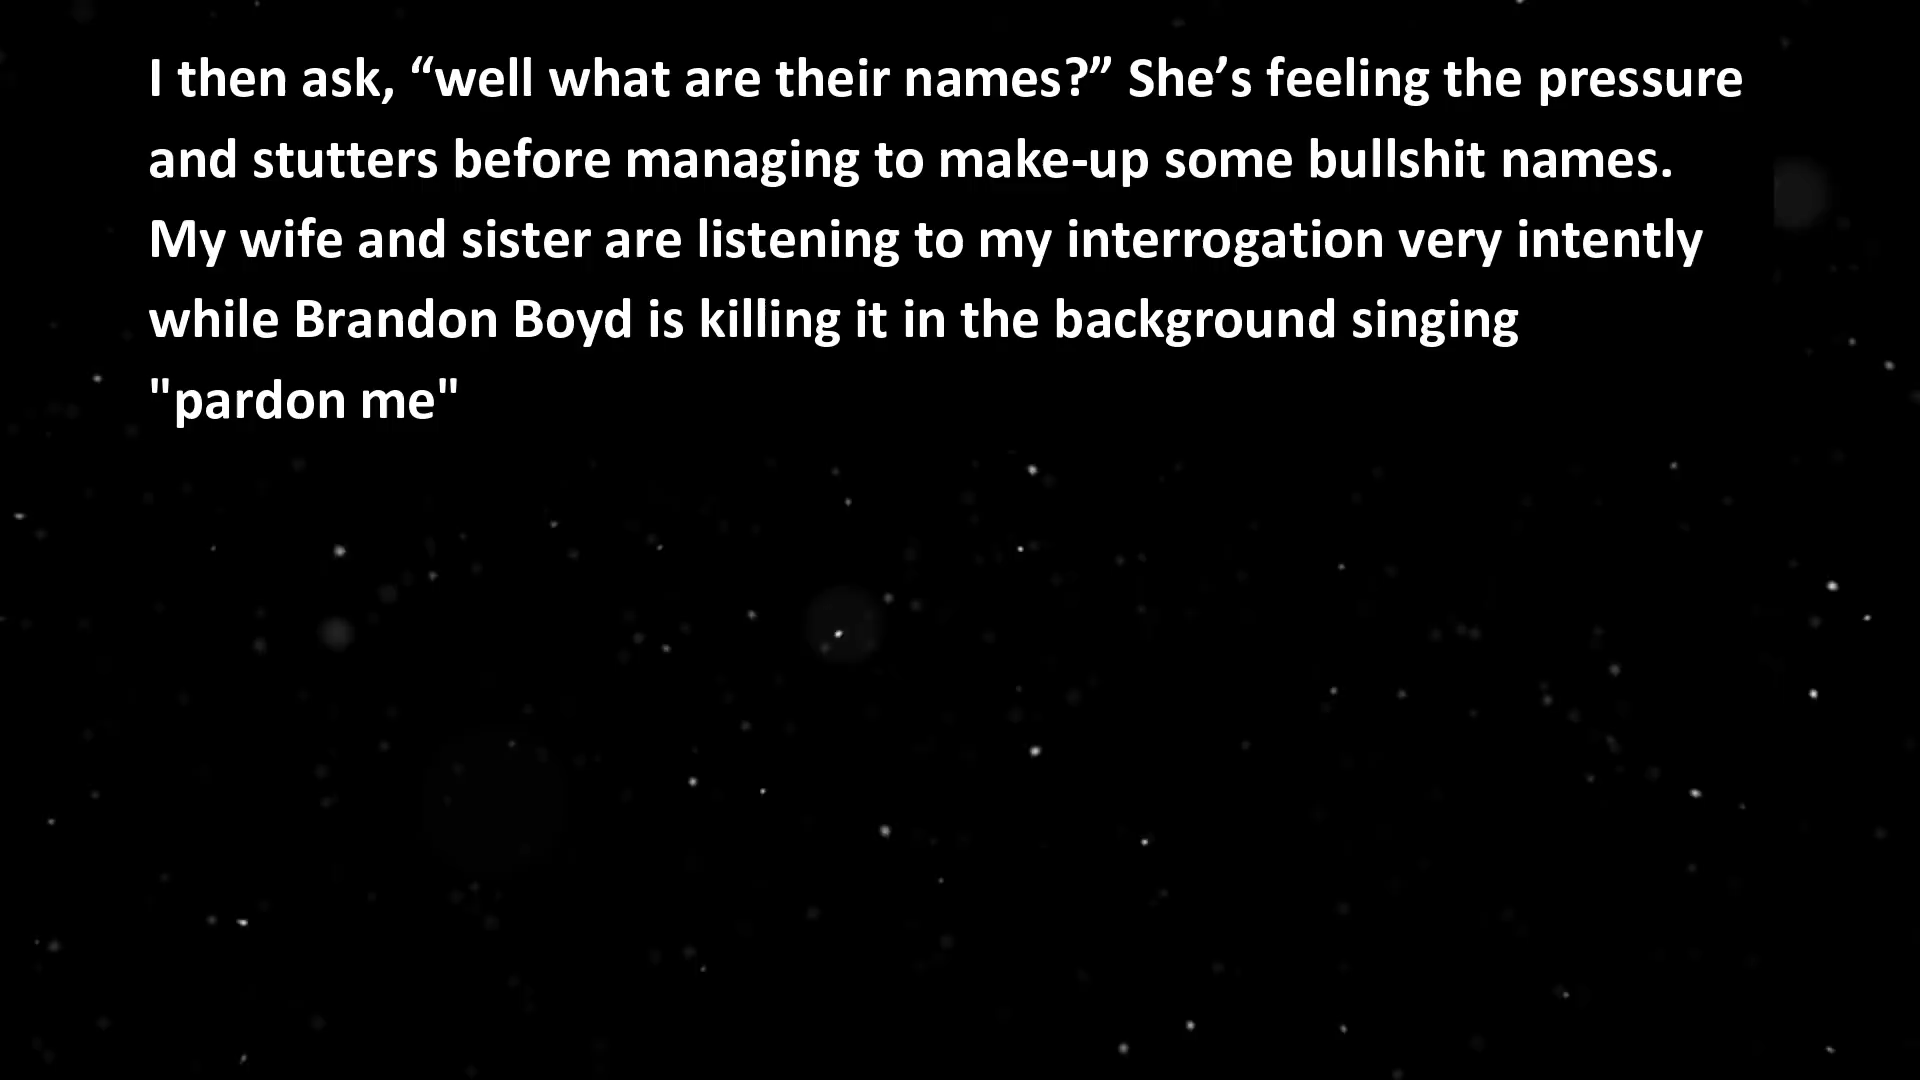 I then ask, “well what are their names?” She’s feeling the pressure
and stutters before managing to make-up some bullshit names.
My wife and sister are listening to my interrogation very intently
while Brandon Boyd is killing it in the background singing
"pardon me"